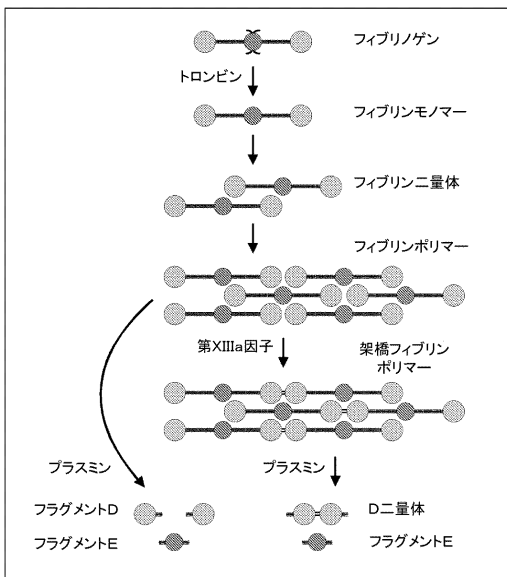 フィブリノゲン
トロンビン
フィブリンモノマー
フィブリン二量体
フィブリンポリマー
第XIIIa因子
架橋フィブリン
ポリマー
プラスミン
プラスミン
フラグメントD
D二量体
フラグメントE
フラグメントE